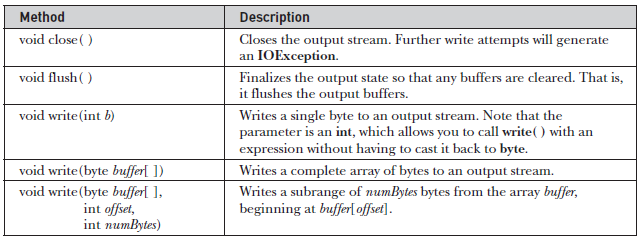 Method Description
void close( ) Closes the output stream. Further write attempts will generate
an IOException.
void flush( ) Finalizes the output state so that any buffers are cleared. That is,
it flushes the output buffers.
void write(int b) Writes a single byte to an output stream. Note that the
parameter is an int, which allows you to call write( ) with an
expression without having to cast it back to byte.
void write(byte buffer[ ]) Writes a complete array of bytes to an output stream.
void write(byte buffer[ ], Writes a subrange of numBytes bytes from the array buffer,
int offset, beginning at buffer[offset].
int numBytes)